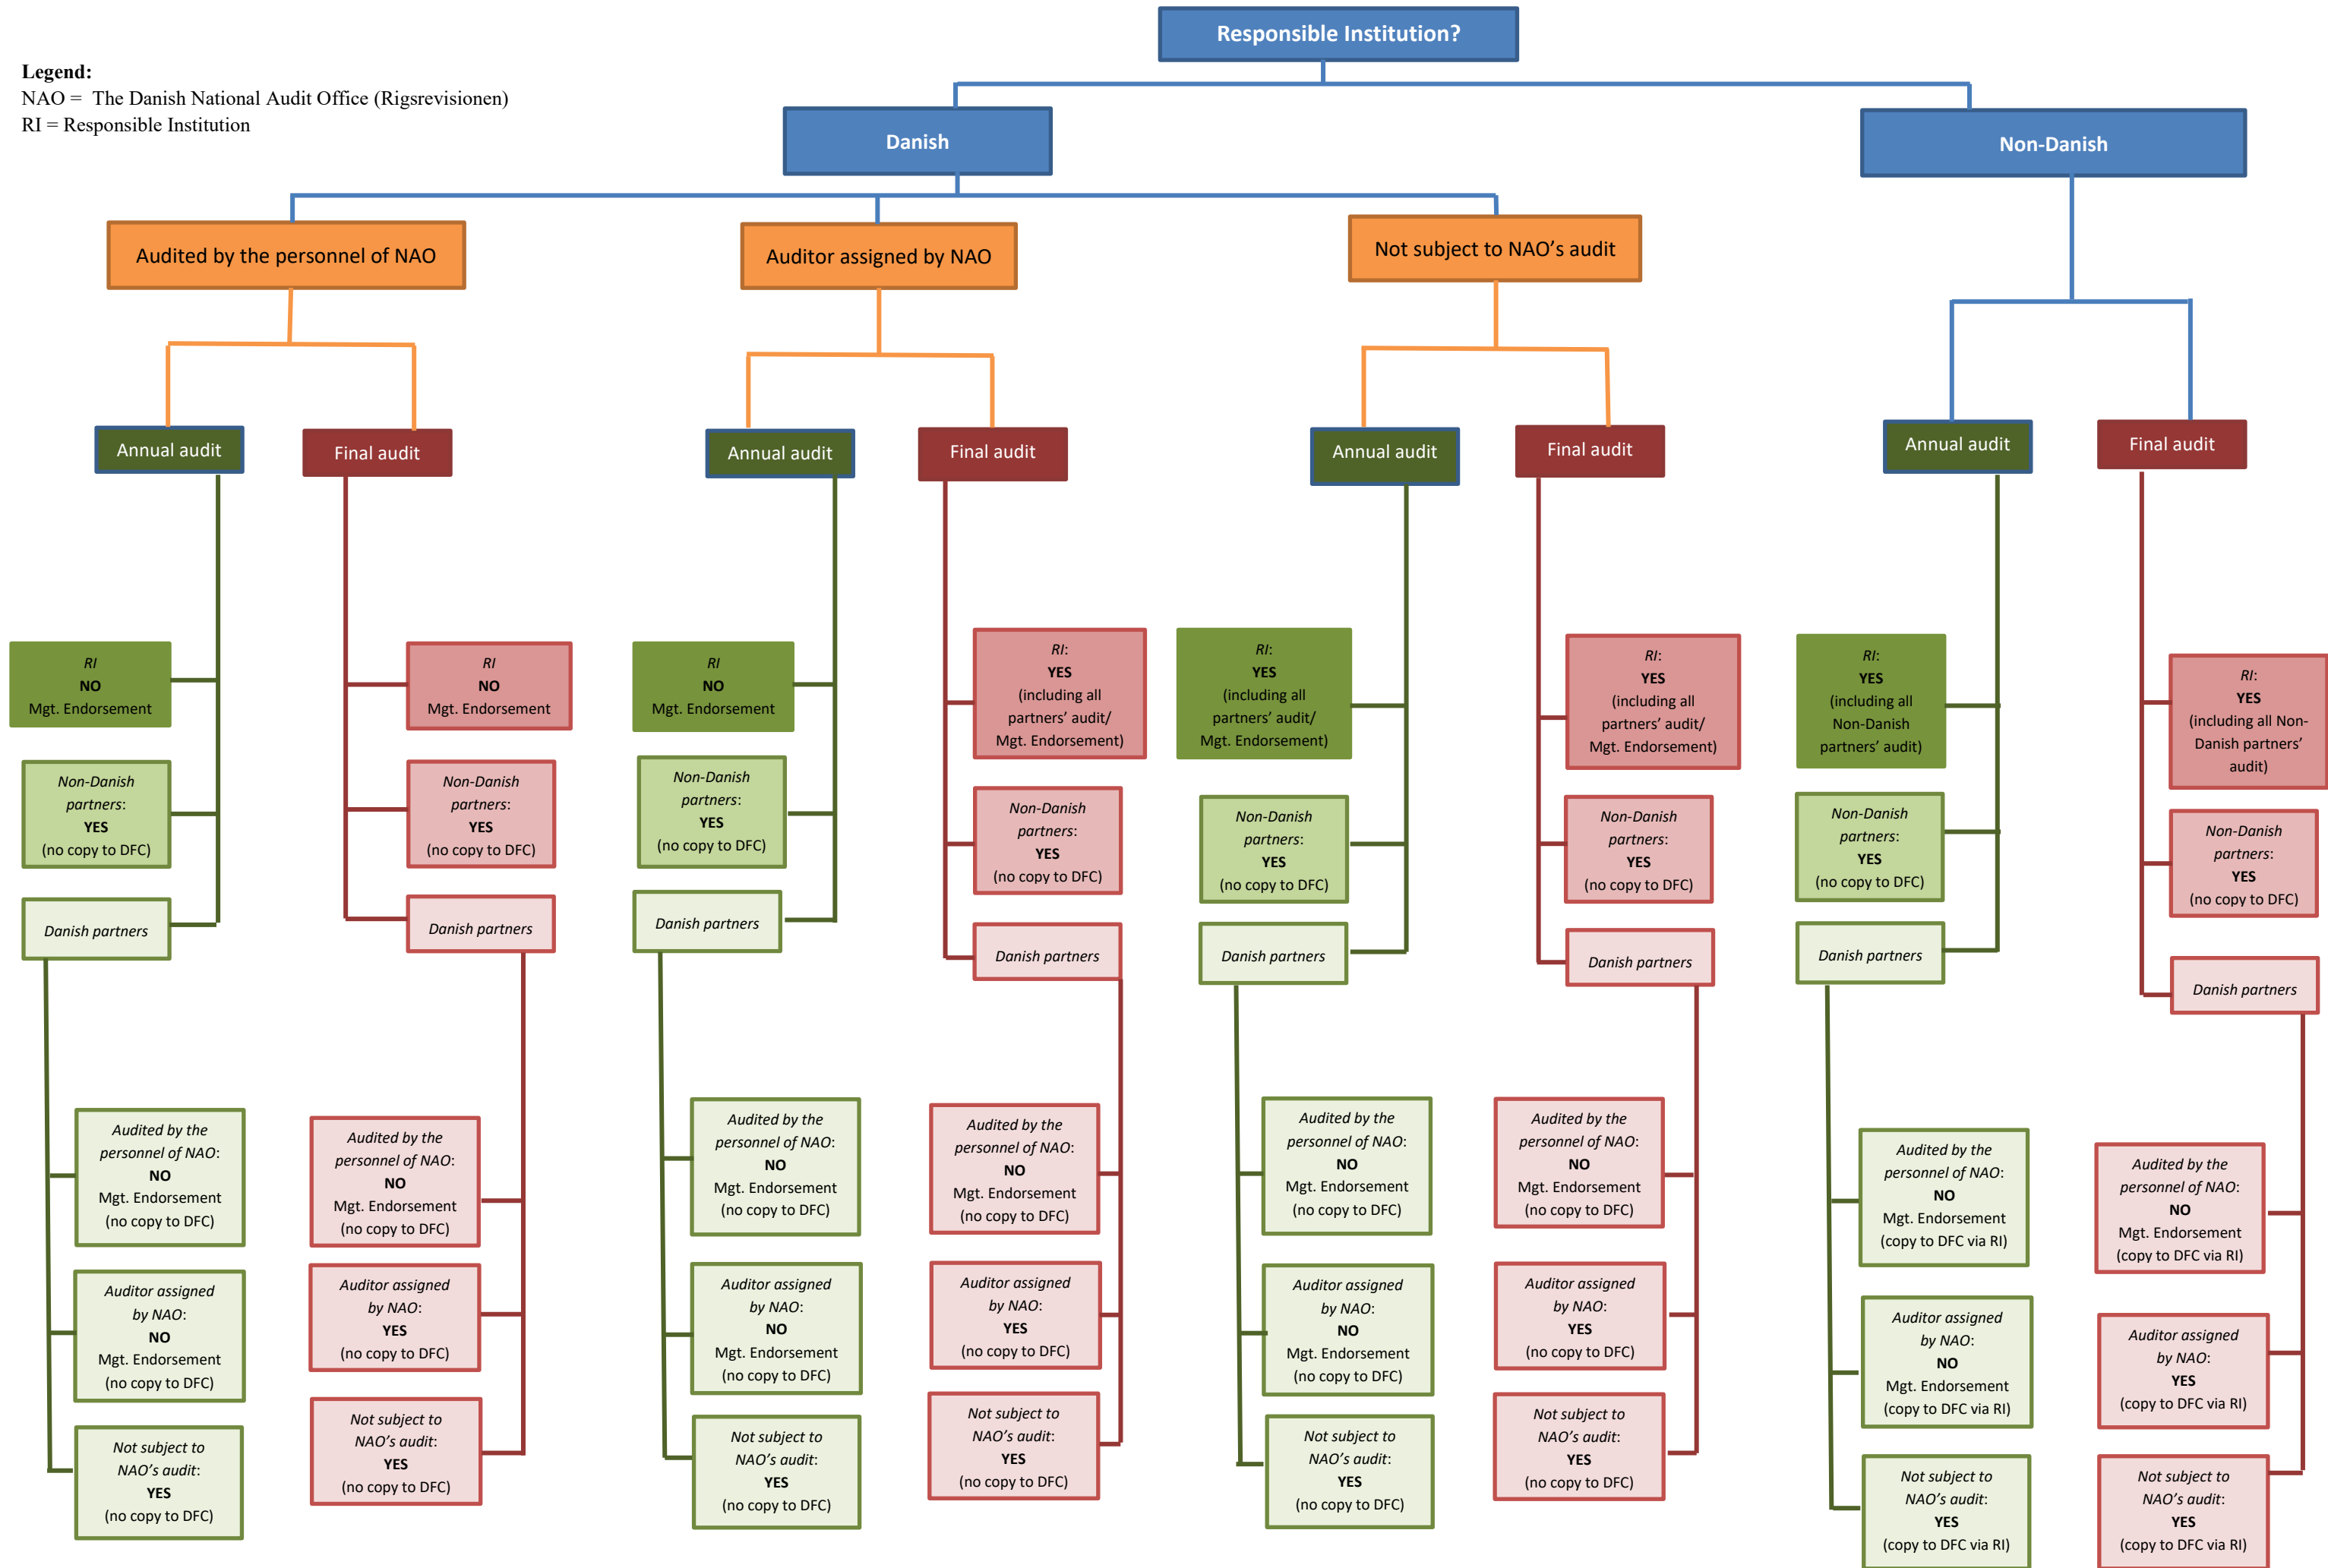 Responsible Institution?
Legend:
NAO =  The Danish National Audit Office (Rigsrevisionen)
RI = Responsible Institution
Danish
Non-Danish
Audited by the personnel of NAO
Auditor assigned by NAO
Not subject to NAO’s audit
Annual audit
Final audit
Annual audit
Final audit
Annual audit
Final audit
Annual audit
Final audit
RI
NO
Mgt. Endorsement
Non-Danish
partners:
YES
(no copy to DFC)
Danish partners
Audited by the
personnel of NAO:
NO
Mgt. Endorsement
(no copy to DFC)
Auditor assigned
by NAO:
NO
Mgt. Endorsement
(no copy to DFC)
Not subject to
NAO’s audit:
YES
(no copy to DFC)
RI
NO
Mgt. Endorsement
Non-Danish
partners:
YES
(no copy to DFC)
Danish partners
Audited by the
personnel of NAO:
NO
Mgt. Endorsement
(no copy to DFC)
Auditor assigned
by NAO:
YES
(no copy to DFC)
Not subject to
NAO’s audit:
YES
(no copy to DFC)
RI
NO
Mgt. Endorsement
Non-Danish
partners:
YES
(no copy to DFC)
Danish partners
Audited by the
personnel of NAO:
NO
Mgt. Endorsement
(no copy to DFC)
Auditor assigned
by NAO:
NO
Mgt. Endorsement
(no copy to DFC)
Not subject to
NAO’s audit:
YES
(no copy to DFC)
RI:
YES
(including all
partners’ audit/
Mgt. Endorsement)
Non-Danish
partners:
YES
(no copy to DFC)
Danish partners
Audited by the
personnel of NAO:
NO
Mgt. Endorsement
(no copy to DFC)
Auditor assigned
by NAO:
YES
(no copy to DFC)
Not subject to
NAO’s audit:
YES
(no copy to DFC)
RI:
YES
(including all
partners’ audit/
Mgt. Endorsement)
Non-Danish
partners:
YES
(no copy to DFC)
Danish partners
Audited by the
personnel of NAO:
NO
Mgt. Endorsement
(no copy to DFC)
Auditor assigned
by NAO:
NO
Mgt. Endorsement
(no copy to DFC)
Not subject to
NAO’s audit:
YES
(no copy to DFC)
RI:
YES
(including all
partners’ audit/
Mgt. Endorsement)
Non-Danish
partners:
YES
(no copy to DFC)
Danish partners
Audited by the
personnel of NAO:
NO
Mgt. Endorsement
(no copy to DFC)
Auditor assigned
by NAO:
YES
(no copy to DFC)
Not subject to
NAO’s audit:
YES
(no copy to DFC)
RI:
YES
(including all
Non-Danish
partners’ audit)
Non-Danish
partners:
YES
(no copy to DFC)
Danish partners
Audited by the
personnel of NAO:
NO
Mgt. Endorsement
(copy to DFC via RI)
Auditor assigned
by NAO:
NO
Mgt. Endorsement
(copy to DFC via RI)
Not subject to
NAO’s audit:
YES
(copy to DFC via RI)
RI:
YES
(including all Non-
Danish partners’
audit)
Non-Danish
partners:
YES
(no copy to DFC)
Danish partners
Audited by the
personnel of NAO:
NO
Mgt. Endorsement
(copy to DFC via RI)
Auditor assigned
by NAO:
YES
(copy to DFC via RI)
Not subject to
NAO’s audit:
YES
(copy to DFC via RI)